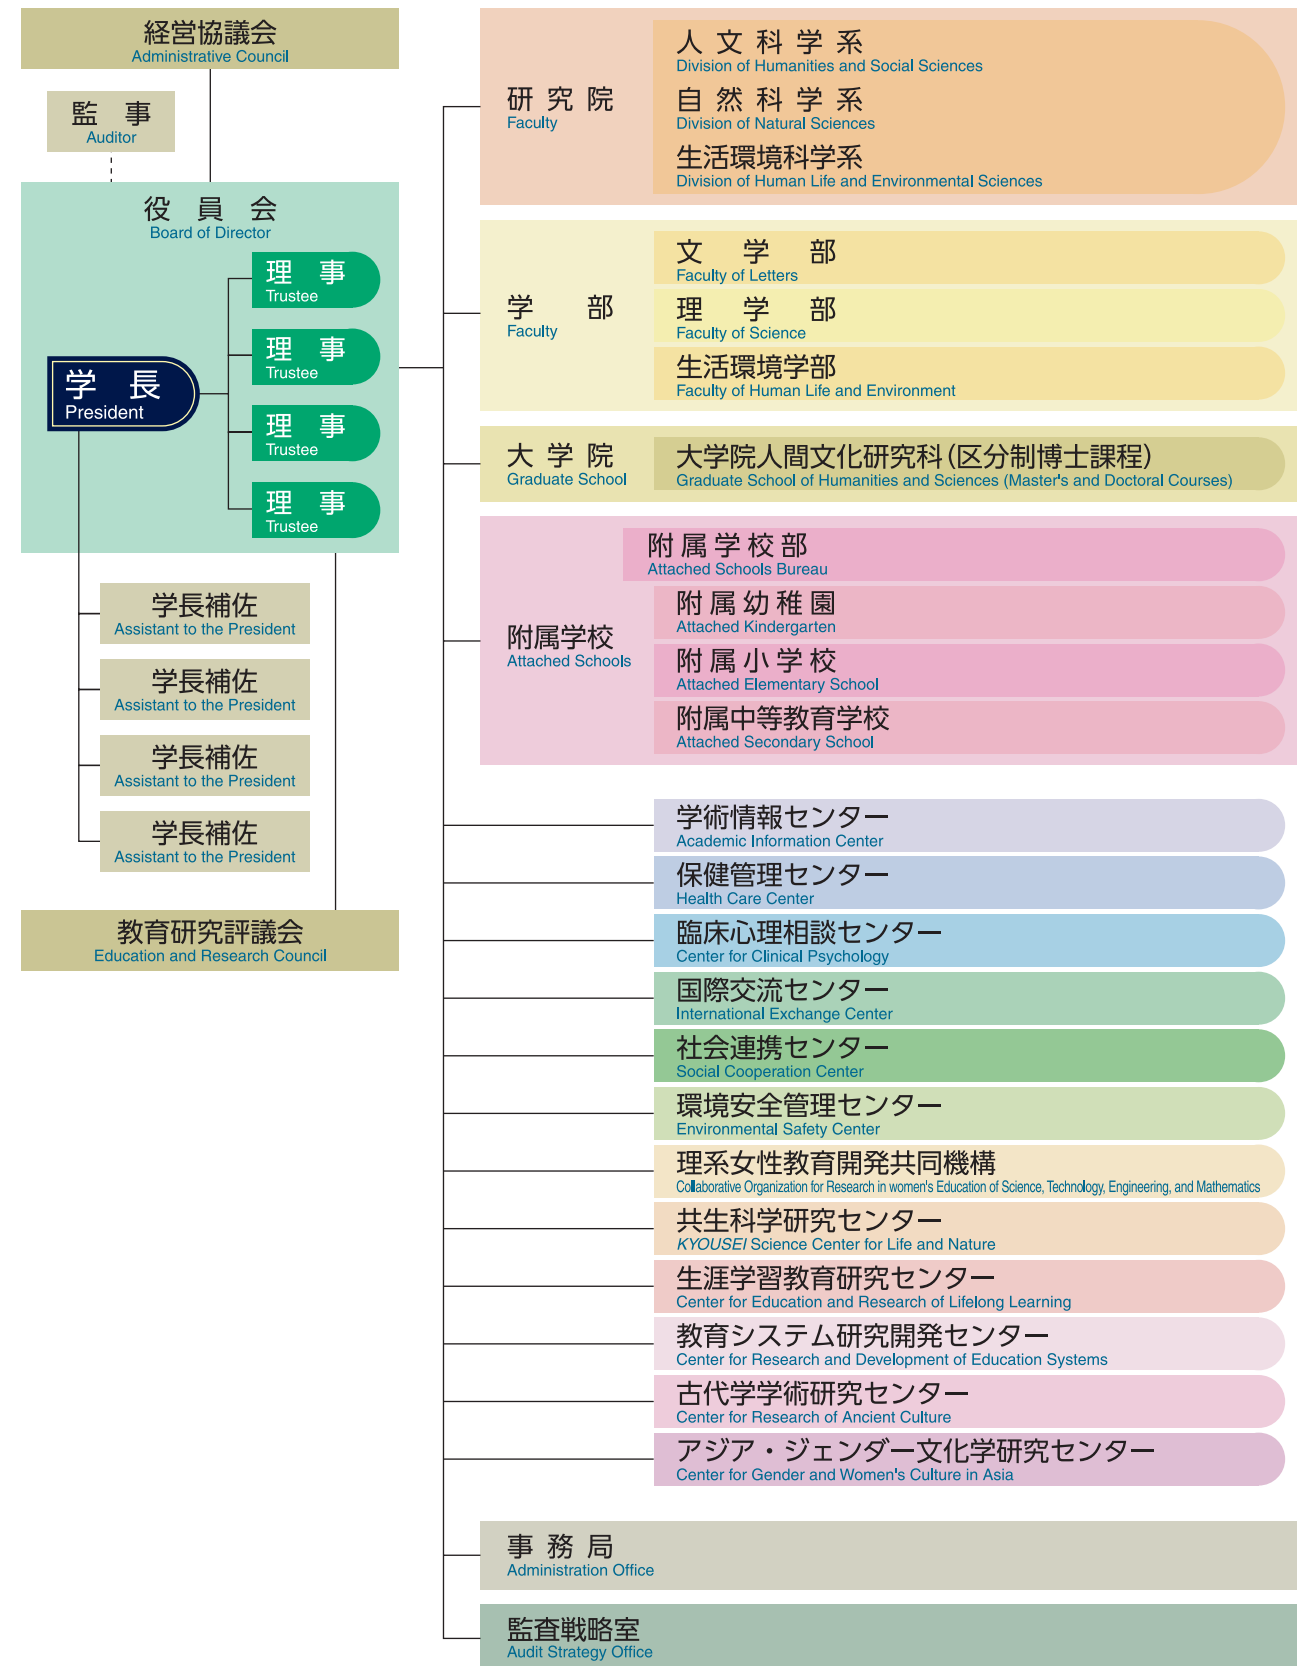 経営協議会
Administrative Council
監事
Auditor
役員会
Board of Director
理事
Trustee
理事
Trustee
理事
Trustee
理事
Trustee
学長
President
学長補佐
Assistant to the President
学長補佐
Assistant to the President
学長補佐
Assistant to the President
学長補佐
Assistant to the President
教育研究評議会
Education and Research Council
研究院
Faculty
人文科学系
Division of Humanities and Social Sciences
自然科学系
Division of Natural Sciences
生活環境科学系
Division of Human Life and Environmental Sciences
学部
Faculty
文学部
Faculty of Letters
理学部
Faculty of Science
生活環境学部
Faculty of Human Life and Environment
大学院
Graduate School
大学院人間文化研究科(区分制博士課程)
Graduate School of Humanities and Sciences (Master's and Doctoral Courses)
附属学校
Attached Schools
附属学校部
Attached Schools Bureau
附属幼稚園
Attached Kindergarten
附属小学校
Attached Elementary School
附属中等教育学校
Attached Secondary School
学術情報センター
Academic Information Center
保健管理センター
Health Care Center
臨床心理相談センター
Center for Clinical Psychology
国際交流センター
International Exchange Center
社会連携センター
Social Cooperation Center
環境安全管理センター
Environmental Safety Center
理系女性教育開発共同機構
Collaborative Organization for Research in women's Education of Science, Technology, Engineering, and Mathematics
共生科学研究センター
KYOUSEI Science Center for Life and Nature
生涯学習教育研究センター
Center for Education and Research of Lifelong Learning
教育システム研究開発センター
Center for Research and Development of Education Systems
古代学学術研究センター
Center for Research of Ancient Culture
アジア・ジェンダー文化学研究センター
Center for Gender and Women's Culture in Asia
事務局
Administration Office
監査戦略室
Audit Strategy Office